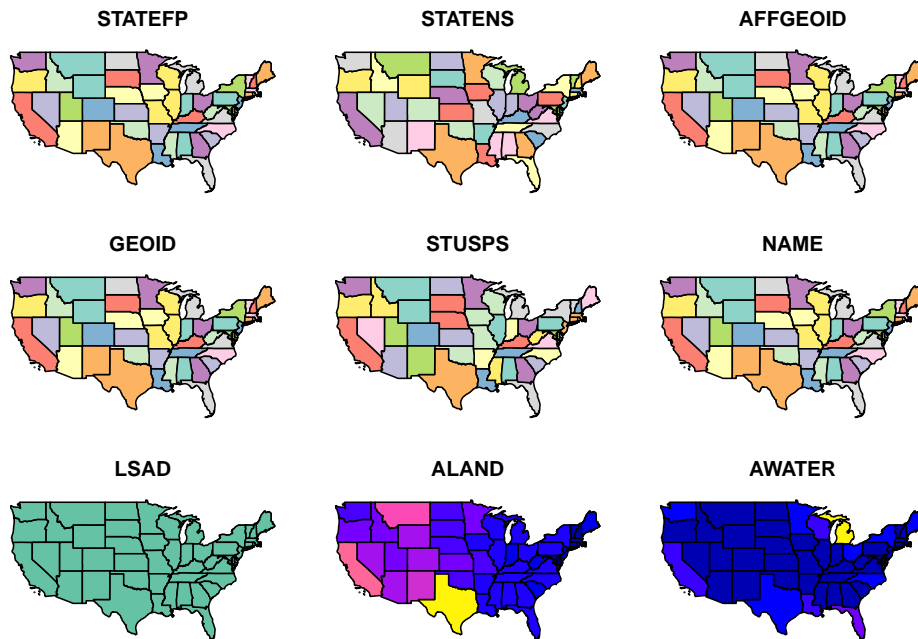 STATEFP
STATENS
AFFGEOID
GEOID
STUSPS
NAME
LSAD
ALAND
AWATER